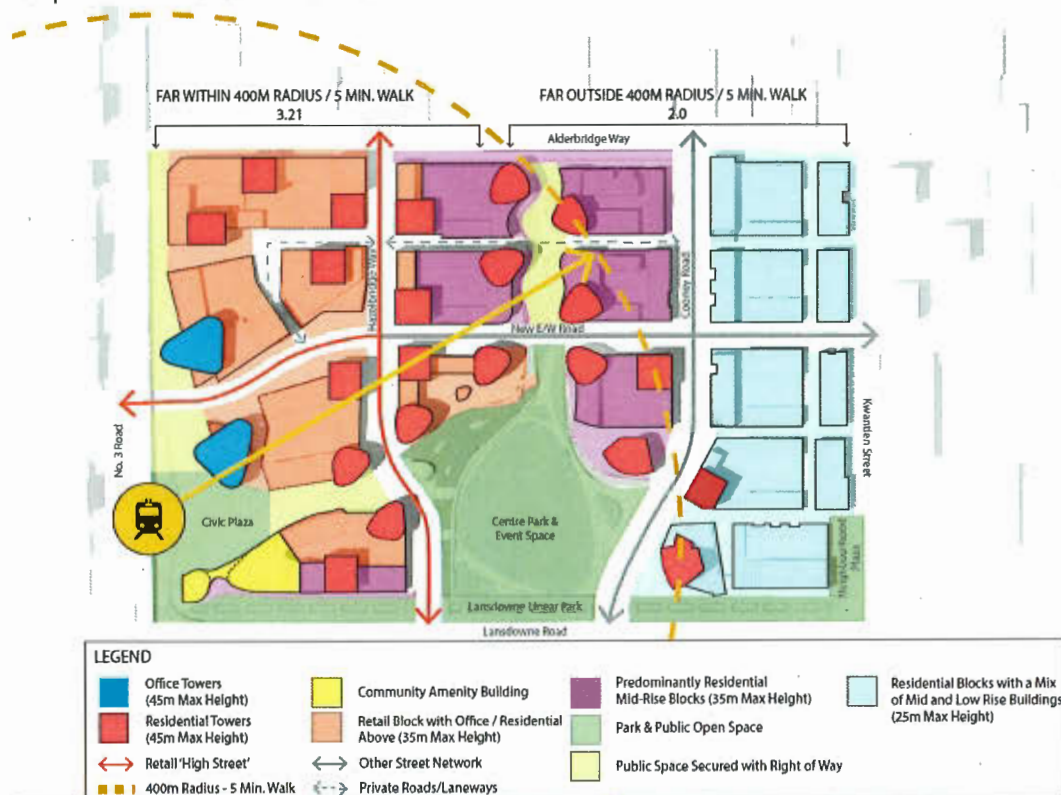 FAR WITHIN 400M RADIUS / 5 MIN. WALK
3.21
FAR OUTSIDE 400M RADIUS / 5 MIN. WALK
2.0
Alderbridge Way
Hazelbridge Way
Cooney Road
New E/W Road
No. 3 Road
Kwantlen Street
Civic Plaza
Centre Park &
Event Space
Neighbourhood
Plaza
Lansdowne Linear Park
Lansdowne Road
LEGEND
Office Towers
(45m Max Height)
Residential Towers
(45m Max Height)
Retail 'High Street'
400m Radius - 5 Min. Walk
Community Amenity Building
Retail Block with Office / Residential
Above (35m Max Height)
Other Street Network
Private Roads/Laneways
Predominantly Residential
Mid-Rise Blocks (35m Max Height)
Park & Public Open Space
Public Space Secured with Right of Way
Residential Blocks with a Mix
of Mid and Low Rise Buildings
(25m Max Height)